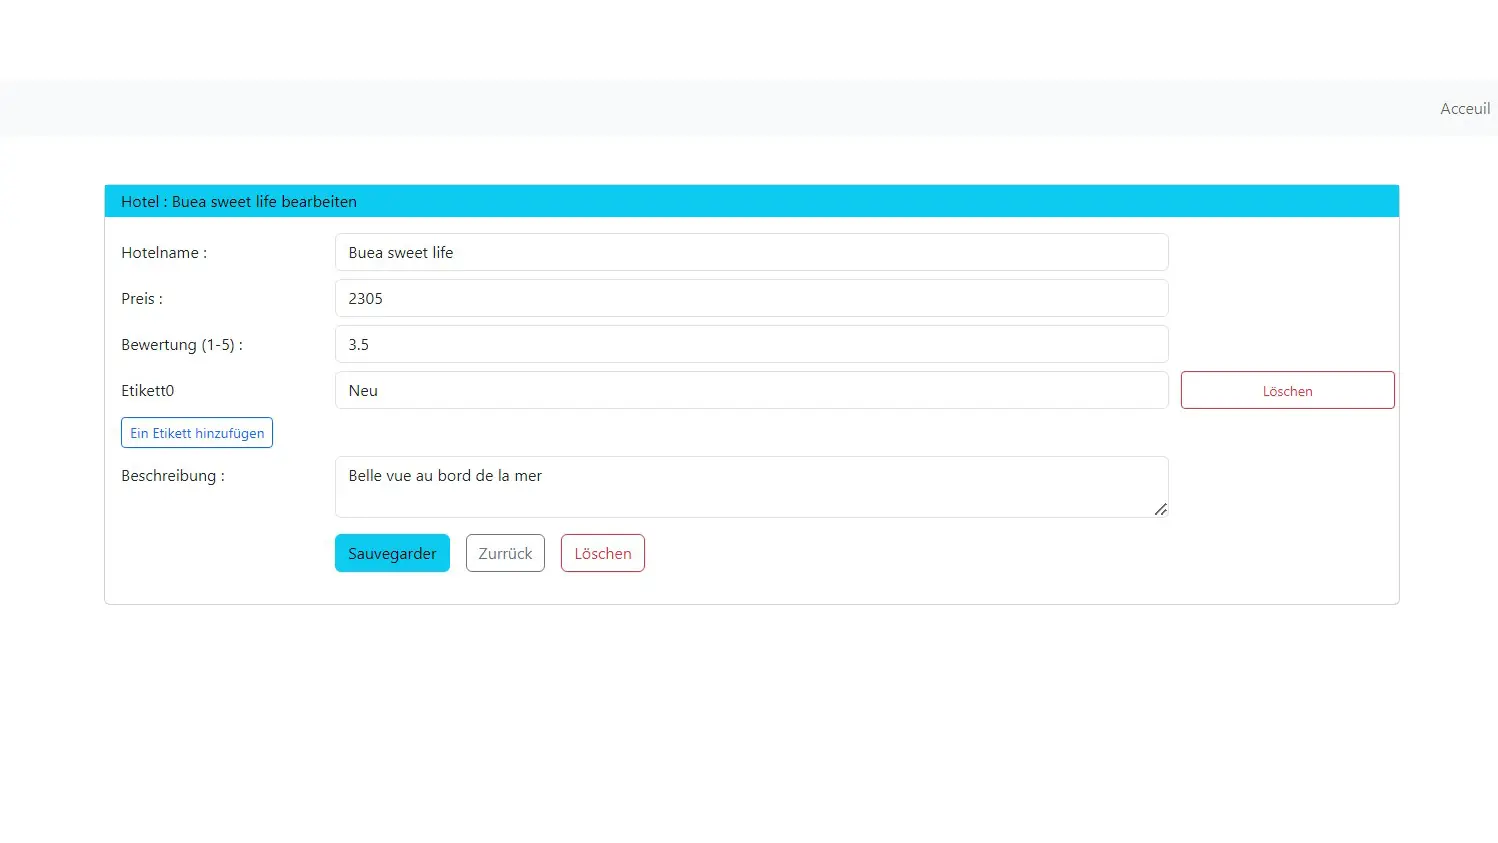 Acceuil
Hotel : Buea sweet life bearbeiten
Hotelname : Buea sweet life
Preis : 2305
Bewertung (1-5) : 3.5
Etikett0 Neu Löschen
Ein Etikett hinzufügen
Beschreibung : Belle vue au bord de la mer
Sauvegarder Zurrück Löschen